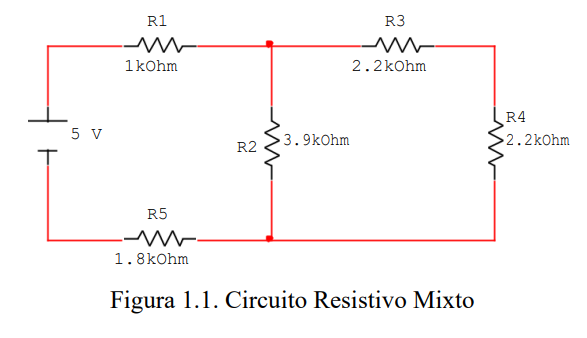 R1
1kOhm
R3
2.2kOhm
5 V
R2
3.9kOhm
R4
2.2kOhm
R5
1.8kOhm
Figura 1.1. Circuito Resistivo Mixto